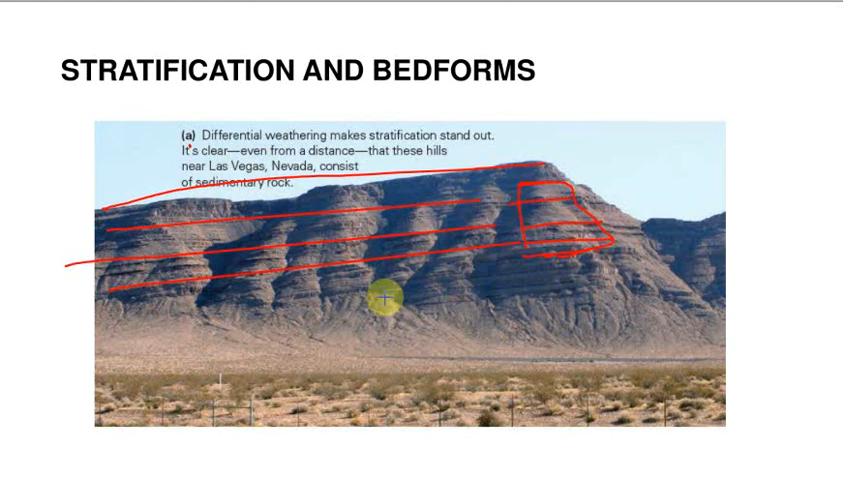 STRATIFICATION AND BEDFORMS
(a) Differential weathering makes stratification stand out.
It's clear—even from a distance—that these hills
near Las Vegas, Nevada, consist
of sedimentary rock.